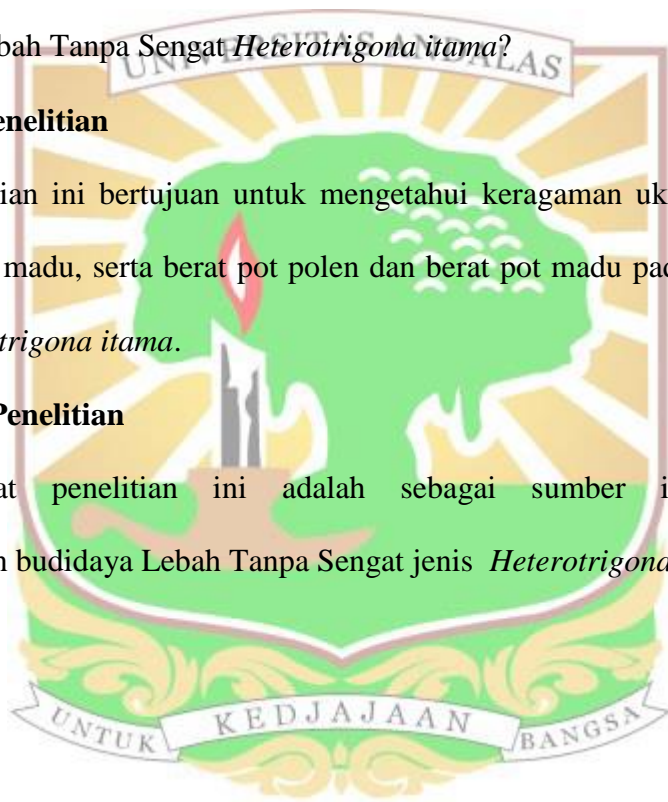 bah Tanpa Sengat Heterotrigona itama?
UNIVERSITAS ANDALAS
enelitian
ian ini bertujuan untuk mengetahui keragaman uk
madu, serta berat pot polen dan berat pot madu pad
trigona itama.
Penelitian
at penelitian ini adalah sebagai sumber i
n budidaya Lebah Tanpa Sengat jenis Heterotrigona
UNTUK KEDJAJAAN BANGSA